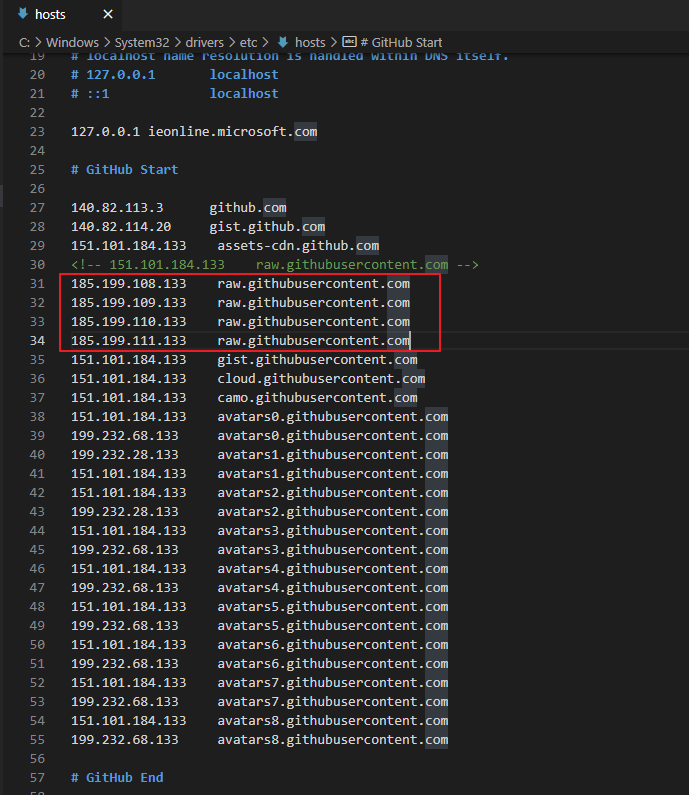 hosts
C: > Windows > System32 > drivers > etc > hosts > abc # GitHub Start
19 # localhost name resolution is handled within DNS itself.
20 # 127.0.0.1 localhost
21 # ::1 localhost
22
23 127.0.0.1 ieonline.microsoft.com
24
25 # GitHub Start
26
27 140.82.113.3 github.com
28 140.82.114.20 gist.github.com
29 151.101.184.133 assets-cdn.github.com
30 <!-- 151.101.184.133 raw.githubusercontent.com -->
31 185.199.108.133 raw.githubusercontent.com
32 185.199.109.133 raw.githubusercontent.com
33 185.199.110.133 raw.githubusercontent.com
34 185.199.111.133 raw.githubusercontent.com
35 151.101.184.133 gist.githubusercontent.com
36 151.101.184.133 cloud.githubusercontent.com
37 151.101.184.133 camo.githubusercontent.com
38 151.101.184.133 avatars0.githubusercontent.com
39 199.232.68.133 avatars0.githubusercontent.com
40 199.232.28.133 avatars1.githubusercontent.com
41 151.101.184.133 avatars1.githubusercontent.com
42 151.101.184.133 avatars2.githubusercontent.com
43 199.232.28.133 avatars2.githubusercontent.com
44 151.101.184.133 avatars3.githubusercontent.com
45 199.232.68.133 avatars3.githubusercontent.com
46 151.101.184.133 avatars4.githubusercontent.com
47 199.232.68.133 avatars4.githubusercontent.com
48 151.101.184.133 avatars5.githubusercontent.com
49 199.232.68.133 avatars5.githubusercontent.com
50 151.101.184.133 avatars6.githubusercontent.com
51 199.232.68.133 avatars6.githubusercontent.com
52 151.101.184.133 avatars7.githubusercontent.com
53 199.232.68.133 avatars7.githubusercontent.com
54 151.101.184.133 avatars8.githubusercontent.com
55 199.232.68.133 avatars8.githubusercontent.com
56
57 # GitHub End
58